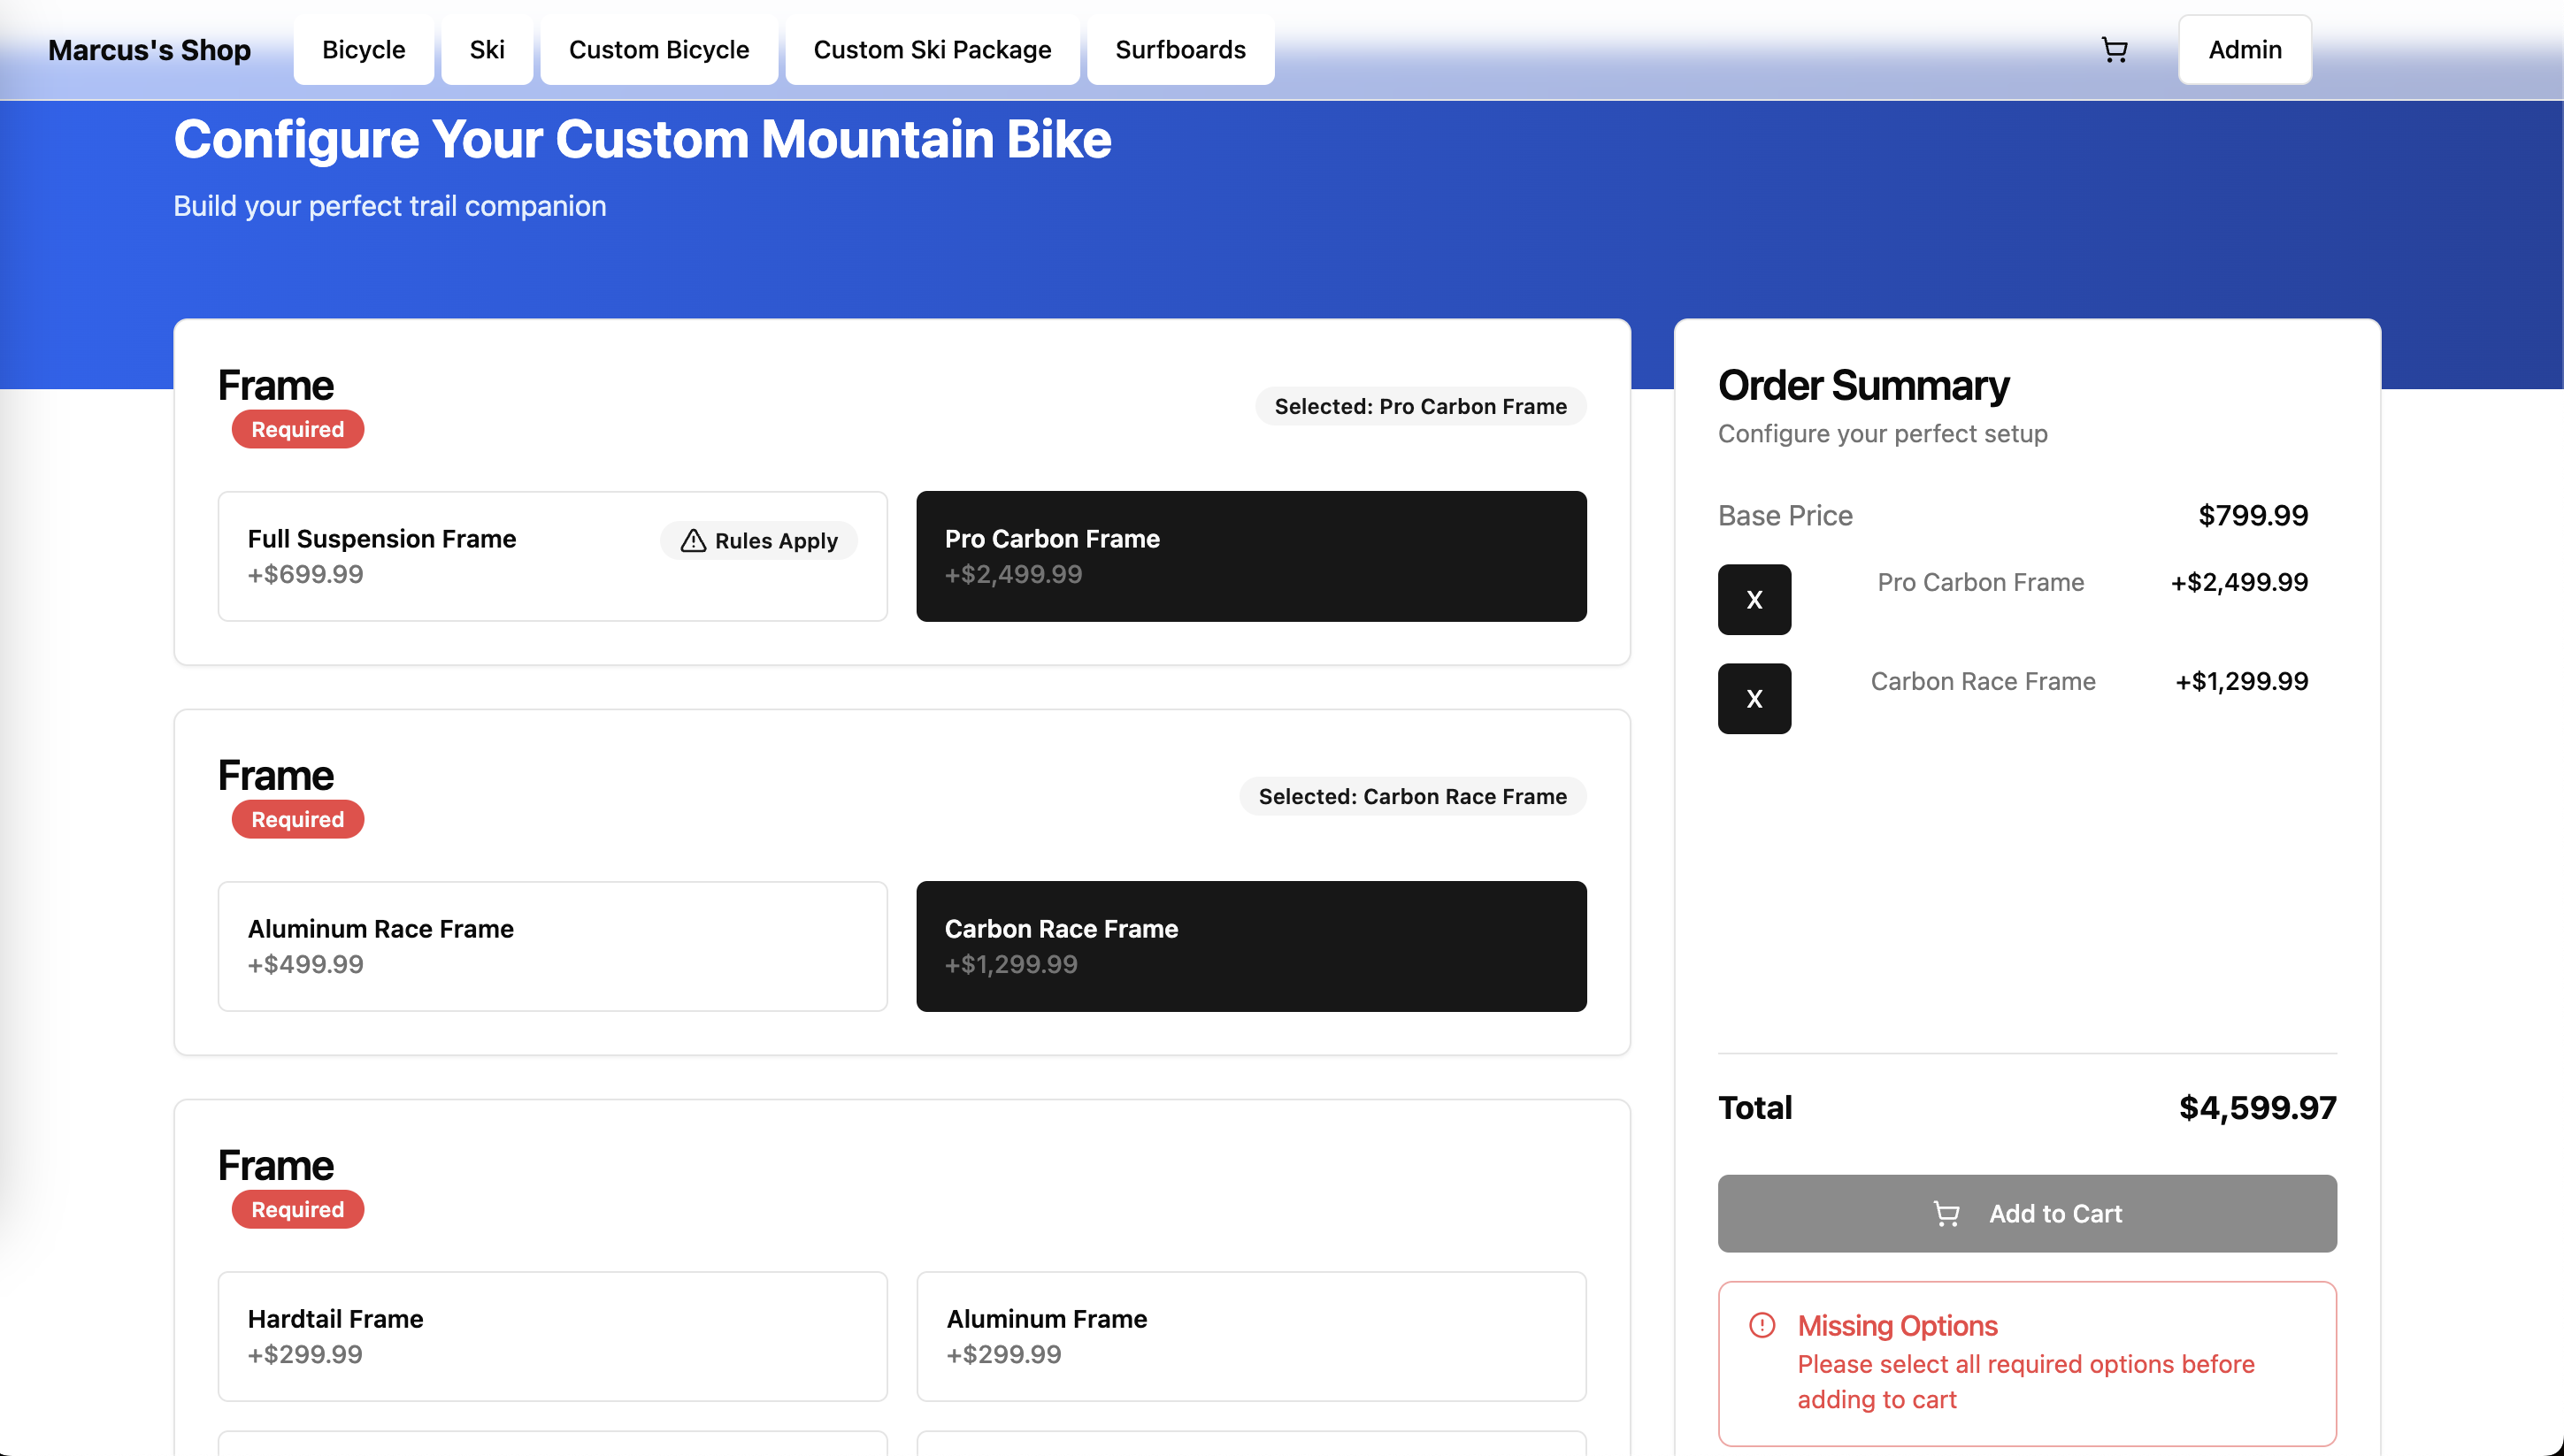 Marcus's Shop
Bicycle
Ski
Custom Bicycle
Custom Ski Package
Surfboards
Admin
Configure Your Custom Mountain Bike
Build your perfect trail companion
Frame
Required
Selected: Pro Carbon Frame
Full Suspension Frame
+$699.99
Rules Apply
Pro Carbon Frame
+$2,499.99
Frame
Required
Selected: Carbon Race Frame
Aluminum Race Frame
+$499.99
Carbon Race Frame
+$1,299.99
Frame
Required
Hardtail Frame
+$299.99
Aluminum Frame
+$299.99
Order Summary
Configure your perfect setup
Base Price $799.99
X Pro Carbon Frame +$2,499.99
X Carbon Race Frame +$1,299.99
Total $4,599.97
Add to Cart
Missing Options
Please select all required options before
adding to cart